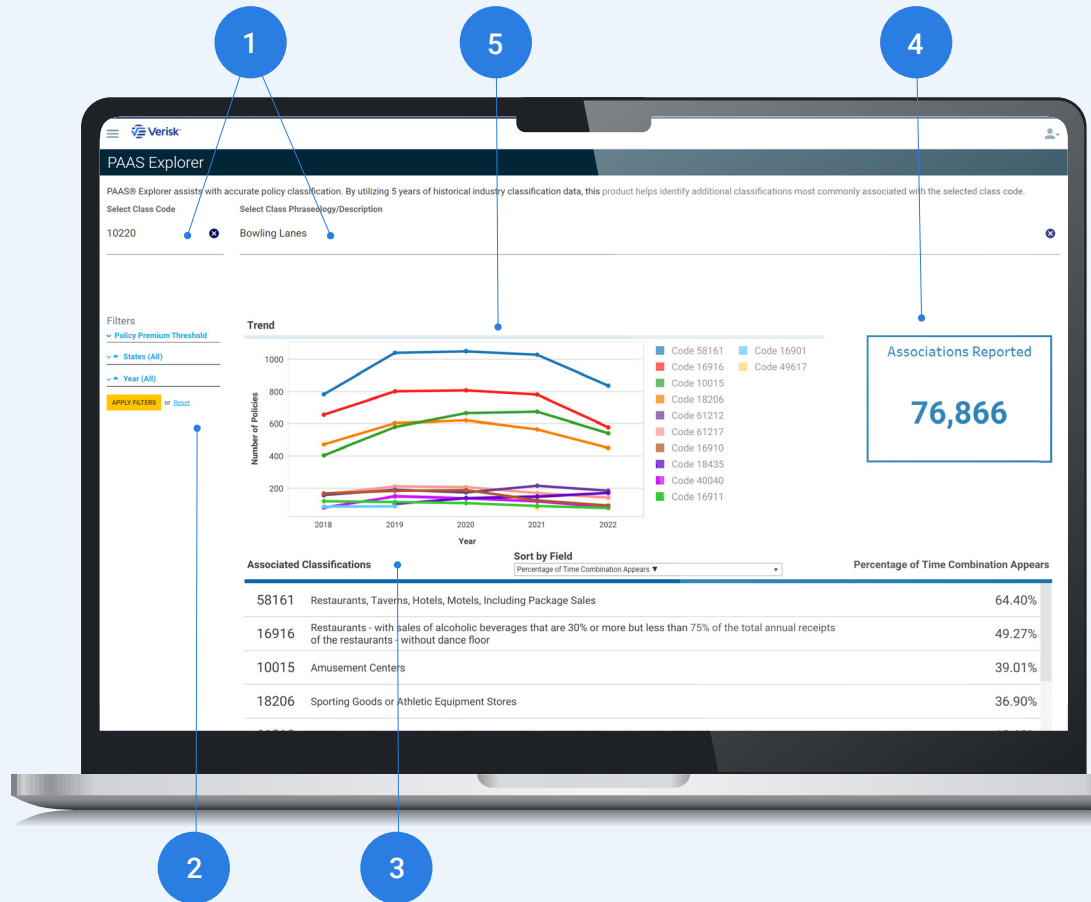 1
5
4
Verisk
PAAS Explorer
PAAS® Explorer assists with accurate policy classification. By utilizing 5 years of historical industry classification data, this product helps identify additional classifications most commonly associated with the selected class code.
Select Class Code
Select Class Phraseology/Description
10220
Bowling Lanes
Filters
Policy Premium Threshold
States (All)
Year (All)
APPLY FILTERS or Reset
Trend
Number of Policies
1000
800
600
400
200
2018 2019 2020 2021 2022
Year
Code 58161
Code 16916
Code 10015
Code 18206
Code 61212
Code 61217
Code 16910
Code 18435
Code 40040
Code 16911
Code 16901
Code 49617
Associations Reported
76,866
Associated Classifications
Sort by Field
Percentage of Time Combination Appears ▼
Percentage of Time Combination Appears
58161 Restaurants, Taverns, Hotels, Motels, Including Package Sales 64.40%
16916 Restaurants - with sales of alcoholic beverages that are 30% or more but less than 75% of the total annual receipts
of the restaurants - without dance floor 49.27%
10015 Amusement Centers 39.01%
18206 Sporting Goods or Athletic Equipment Stores 36.90%
2
3